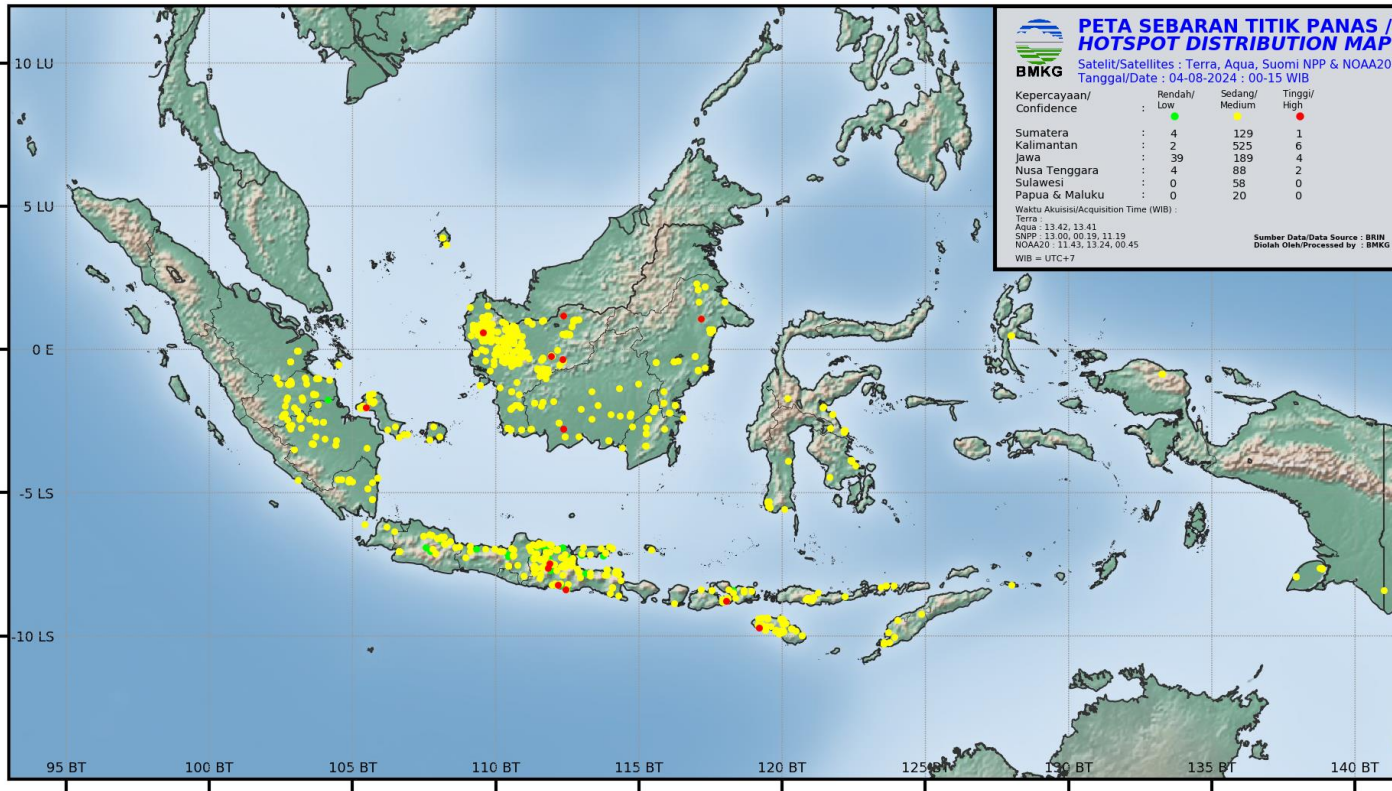 PETA SEBARAN TITIK PANAS /
HOTSPOT DISTRIBUTION MAP
BMKG
Satelit/Satellites : Terra, Aqua, Suomi NPP & NOAA20
Tanggal/Date : 04-08-2024 : 00-15 WIB
Kepercayaan/ Rendah/ Sedang/ Tinggi/
Confidence : Low Medium High
Sumatera : 4 129 1
Kalimantan : 2 525 6
Jawa : 39 189 4
Nusa Tenggara : 4 88 2
Sulawesi : 0 58 0
Papua & Maluku : 0 20 0
Waktu Akuisisi/Acquisition Time (WIB) :
Terra :
Aqua : 13.42, 13.41
SNPP : 13.00, 00.19, 11.19
NOAA20 : 11.43, 13.24, 00.45
WIB = UTC+7
Sumber Data/Data Source : BRIN
Diolah Oleh/Processed by : BMKG
10 LU
5 LU
0 E
-5 LS
-10 LS
95 BT 100 BT 105 BT 110 BT 115 BT 120 BT 125 BT 130 BT 135 BT 140 BT